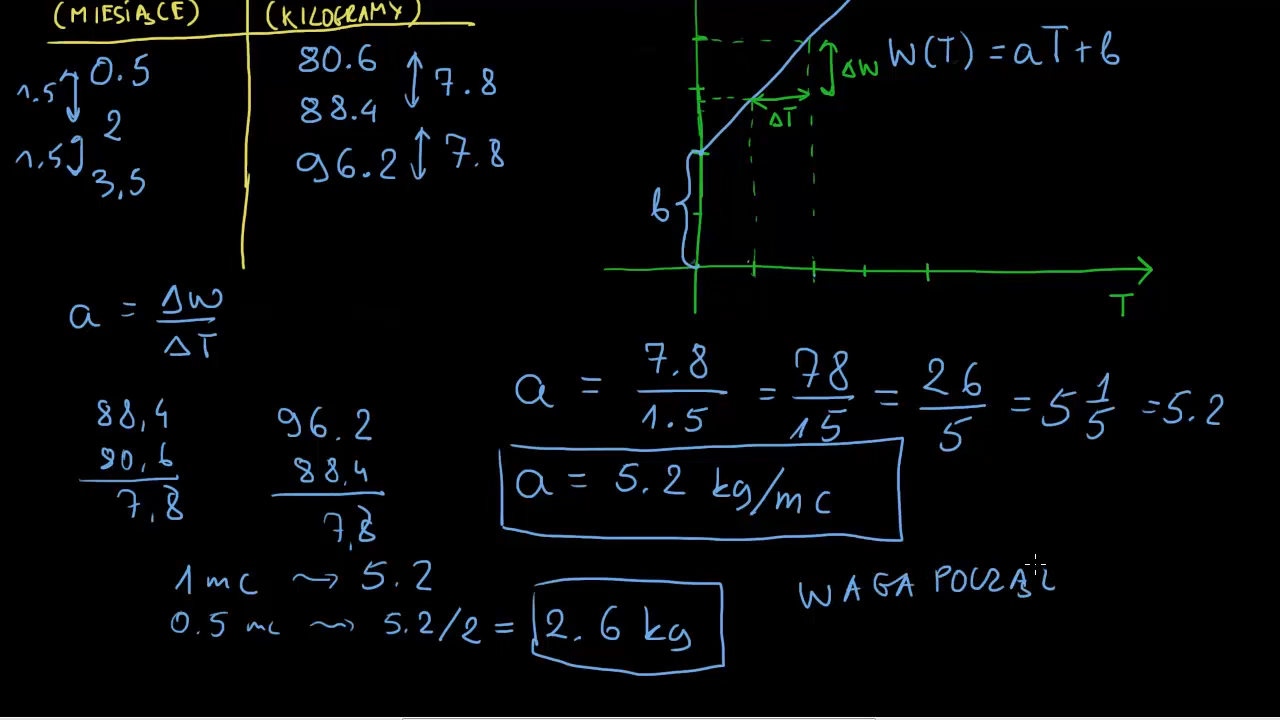 (MIESIĄCE) (KILOGRAMY)
1.5 0.5 80.6 7.8
2 88.4
1.5 3,5 96.2 7.8
W(T) = aT + b
ΔW
ΔT
b
T
a = ΔW / ΔT
88,4
80,6
7,8
96.2
88,4
7,8
a = 7.8 / 1.5 = 78 / 15 = 26 / 5 = 5 1/5 = 5.2
a = 5.2 kg/mc
1 mc ⇝ 5.2
0.5 mc ⇝ 5.2/2 = 2.6 kg
WAGA POCZĄ